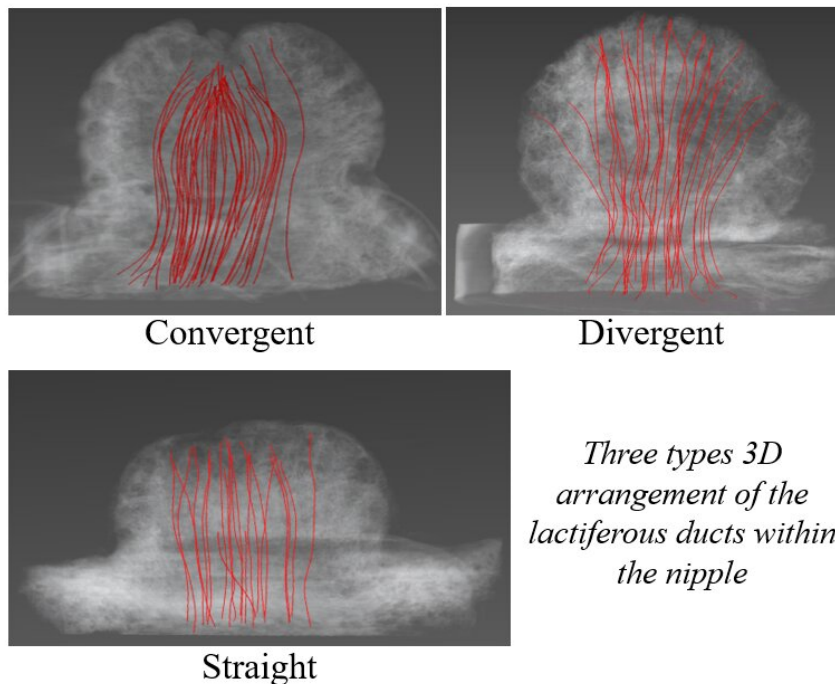 Convergent
Divergent
Straight
Three types 3D
arrangement of the
lactiferous ducts within
the nipple